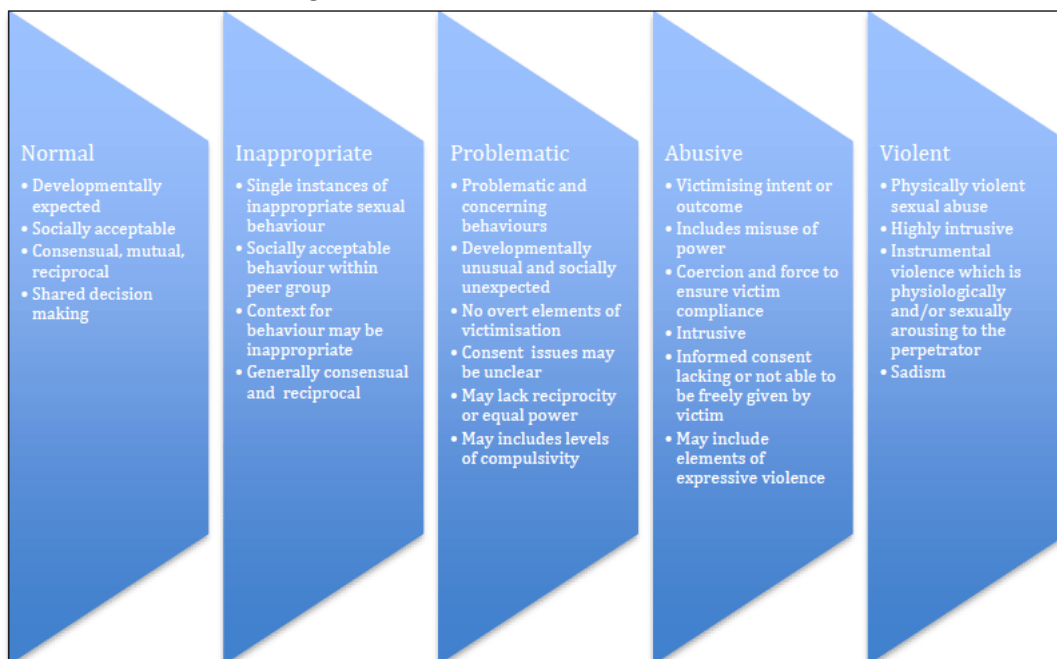 Normal
• Developmentally
expected
• Socially acceptable
• Consensual, mutual,
reciprocal
• Shared decision
making
Inappropriate
• Single instances of
inappropriate sexual
behaviour
• Socially acceptable
behaviour within
peer group
• Context for
behaviour may be
inappropriate
• Generally consensual
and reciprocal
Problematic
• Problematic and
concerning
behaviours
• Developmentally
unusual and socially
unexpected
• No overt elements of
victimisation
• Consent issues may
be unclear
• May lack reciprocity
or equal power
• May includes levels
of compulsivity
Abusive
• Victimising intent or
outcome
• Includes misuse of
power
• Coercion and force to
ensure victim
compliance
• Intrusive
• Informed consent
lacking or not able to
be freely given by
victim
• May include
elements of
expressive violence
Violent
• Physically violent
sexual abuse
• Highly intrusive
• Instrumental
violence which is
physiologically
and/or sexually
arousing to the
perpetrator
• Sadism